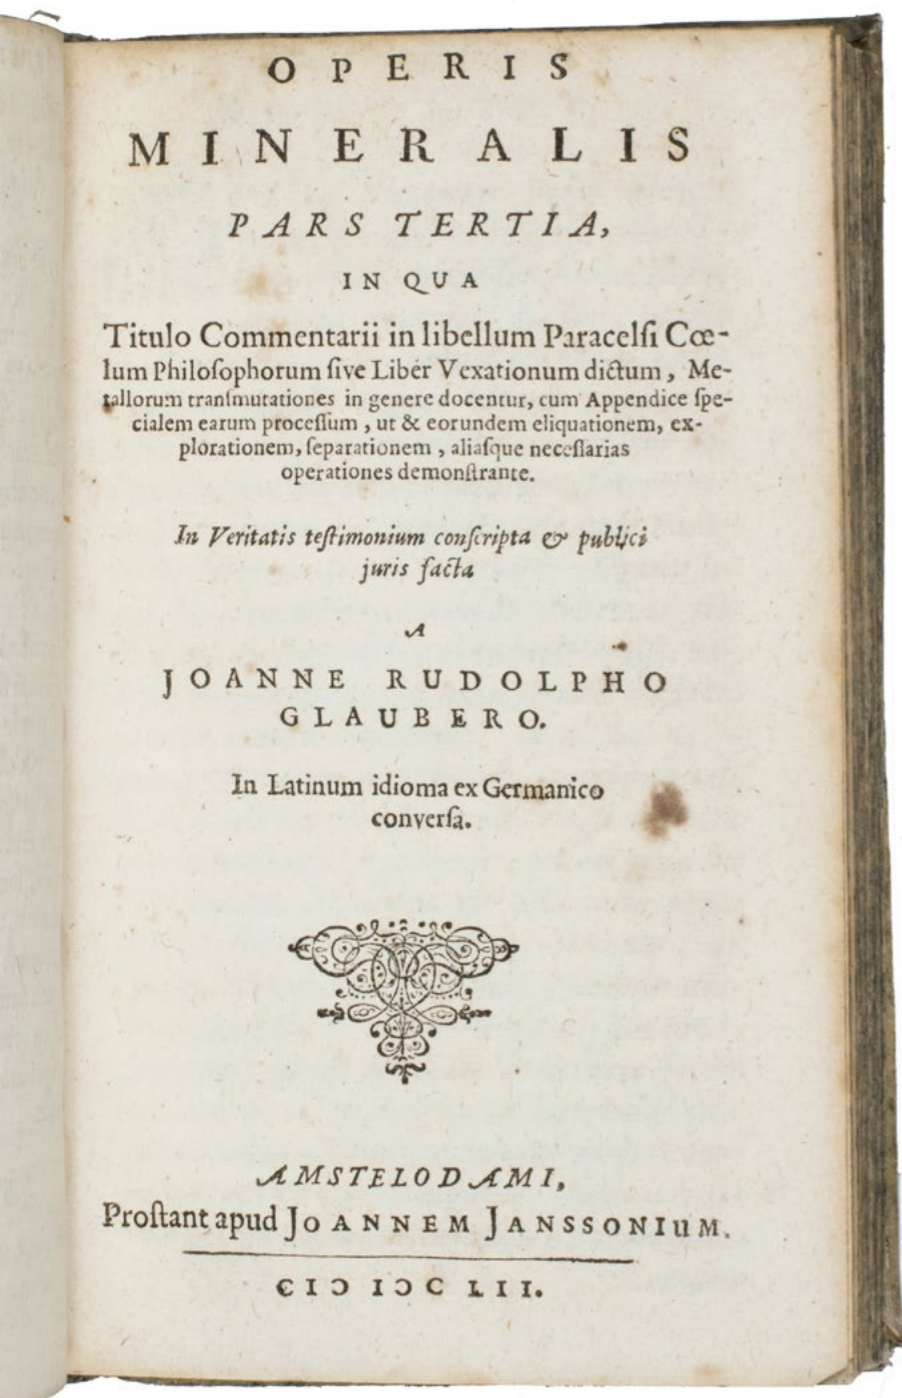 OPERIS
MINERALIS
PARS TERTIA,
IN QUA
Titulo Commentarii in libellum Paracelſi Cœ-
lum Philoſophorum ſive Liber Vexationum dictum, Me-
tallorum tranſmutationes in genere docentur, cum Appendice ſpe-
cialem earum proceſſum, ut & eorundem eliquationem, ex-
plorationem, ſeparationem, aliaſque neceſſarias
operationes demonſtrante.
In Veritatis teſtimonium conſcripta & publici
juris facta
A
JOANNE RUDOLPHO
GLAUBERO.
In Latinum idioma ex Germanico
converſa.
AMSTELODAMI,
Proſtant apud JOANNEM JANSSONIUM.
CIↃ IↃC LII.